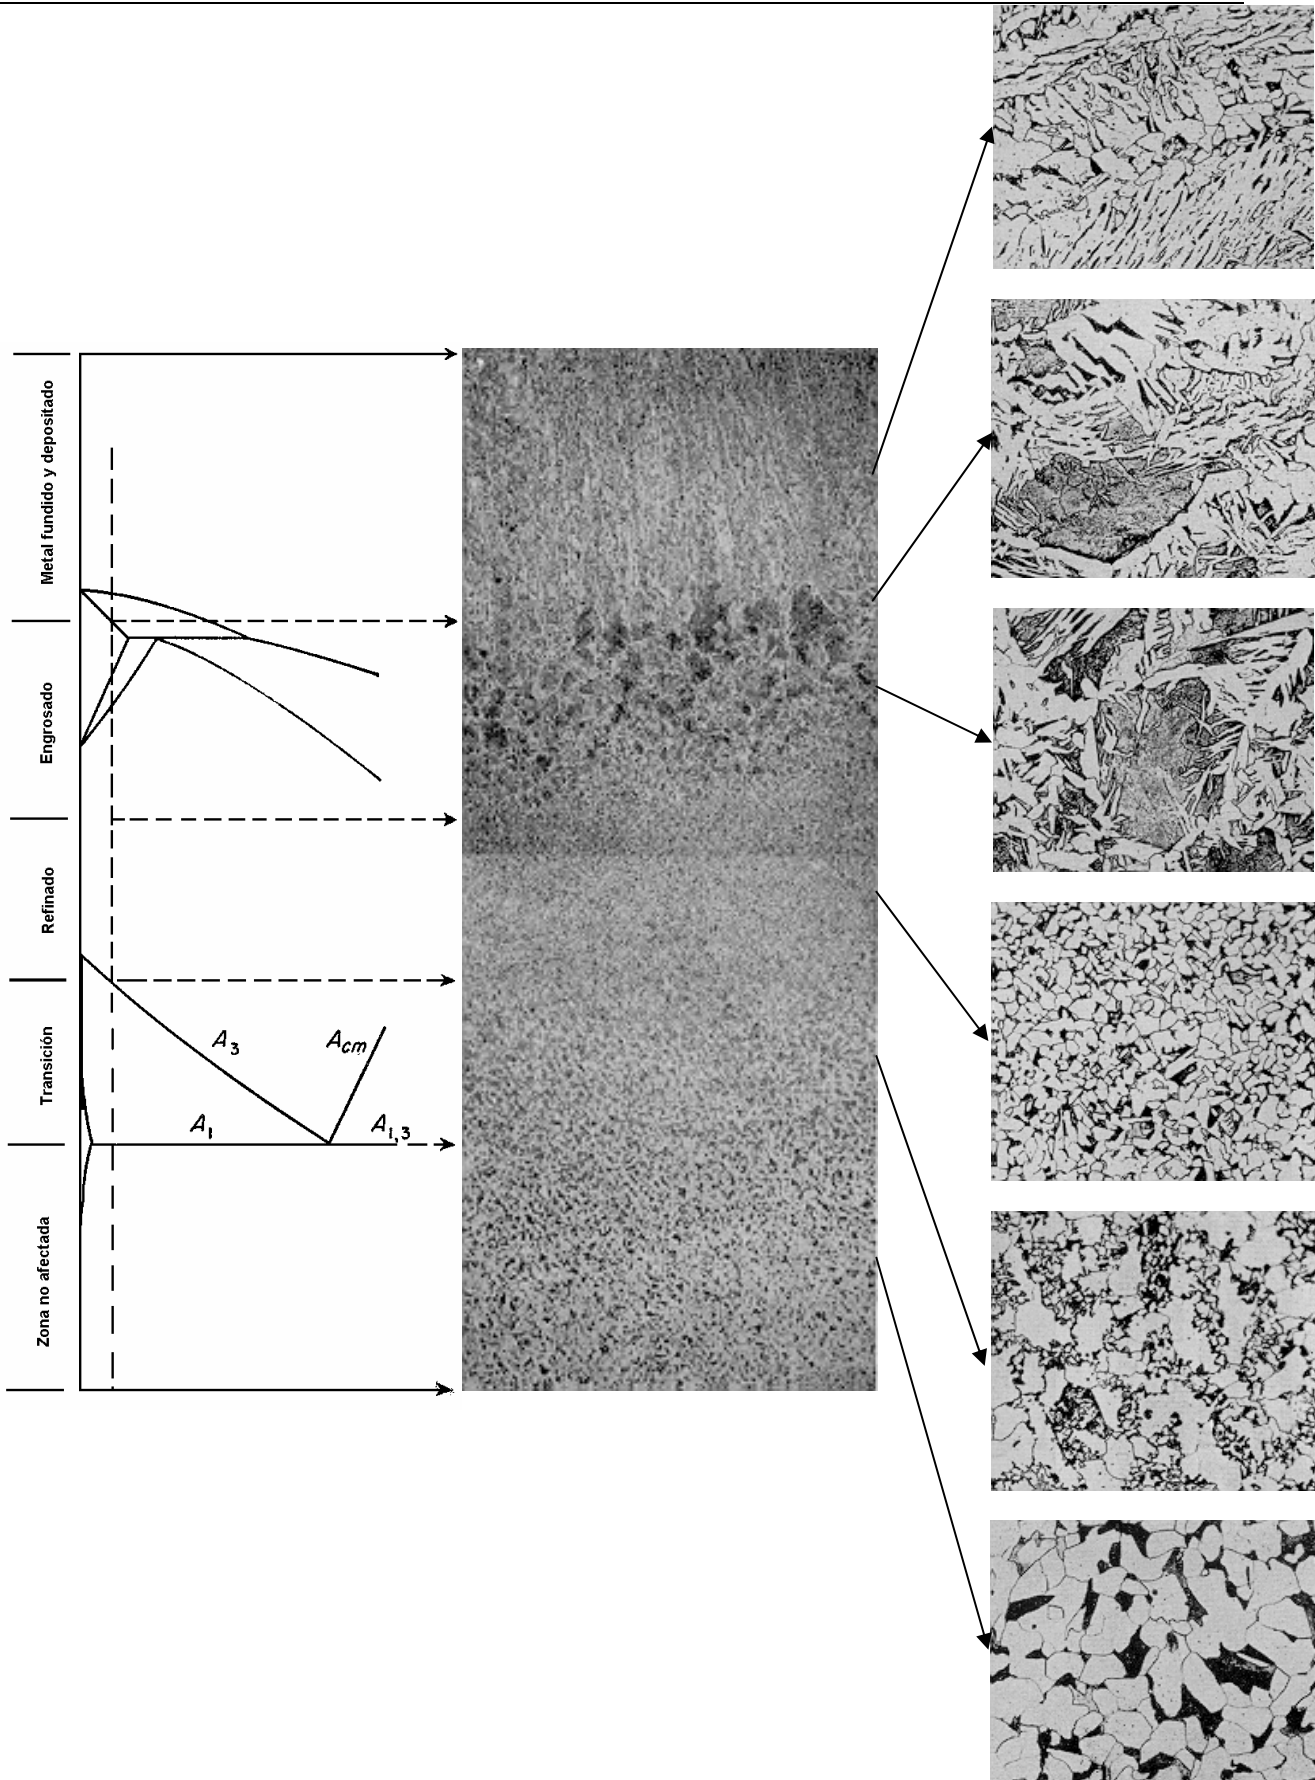 Metal fundido y depositado
Engrosado
Refinado
Transición
Zona no afectada
A3
Acm
A1
A1,3